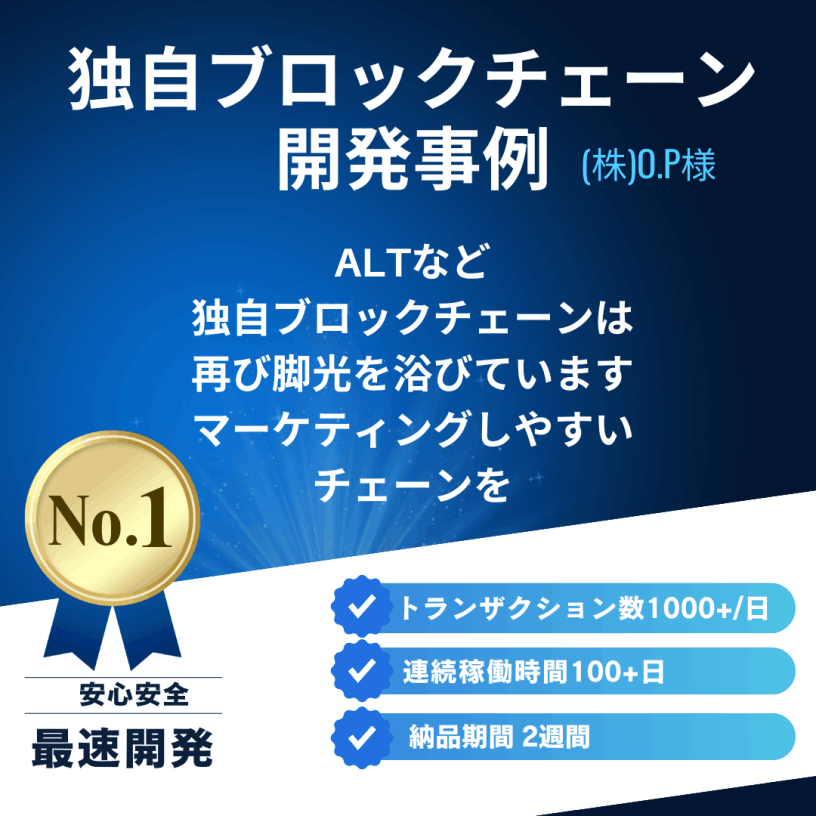 独自ブロックチェーン
開発事例 (株)O.P様
ALTなど
独自ブロックチェーンは
再び脚光を浴びています
マーケティングしやすい
チェーンを
No.1
安心安全
最速開発
トランザクション数1000+/日
連続稼働時間100+日
納品期間 2週間